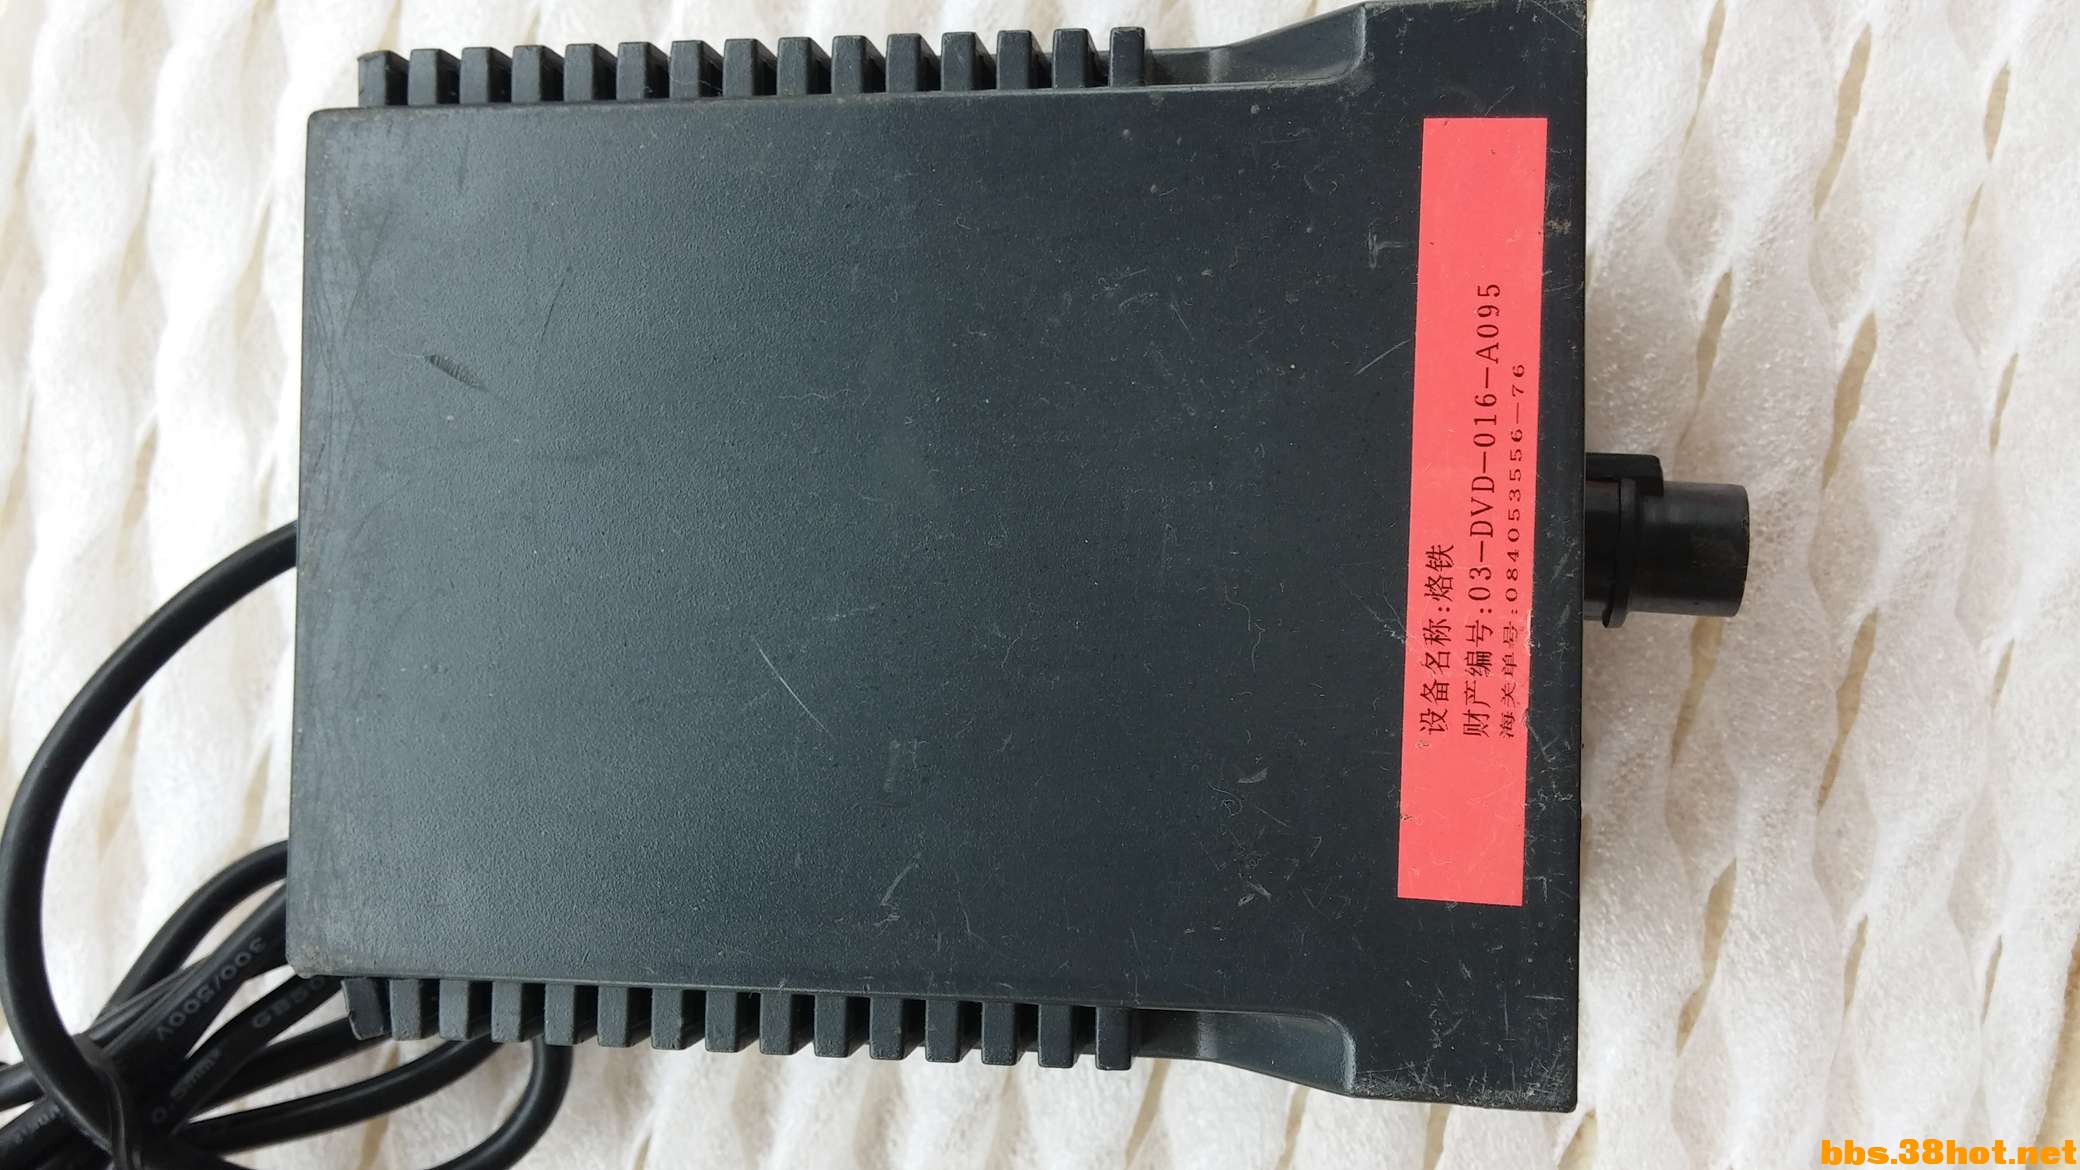 设备名称:烙铁
财产编号:03-DVD-016-A095
海关单号:084053556-76
300/500V
bbs.38hot.net